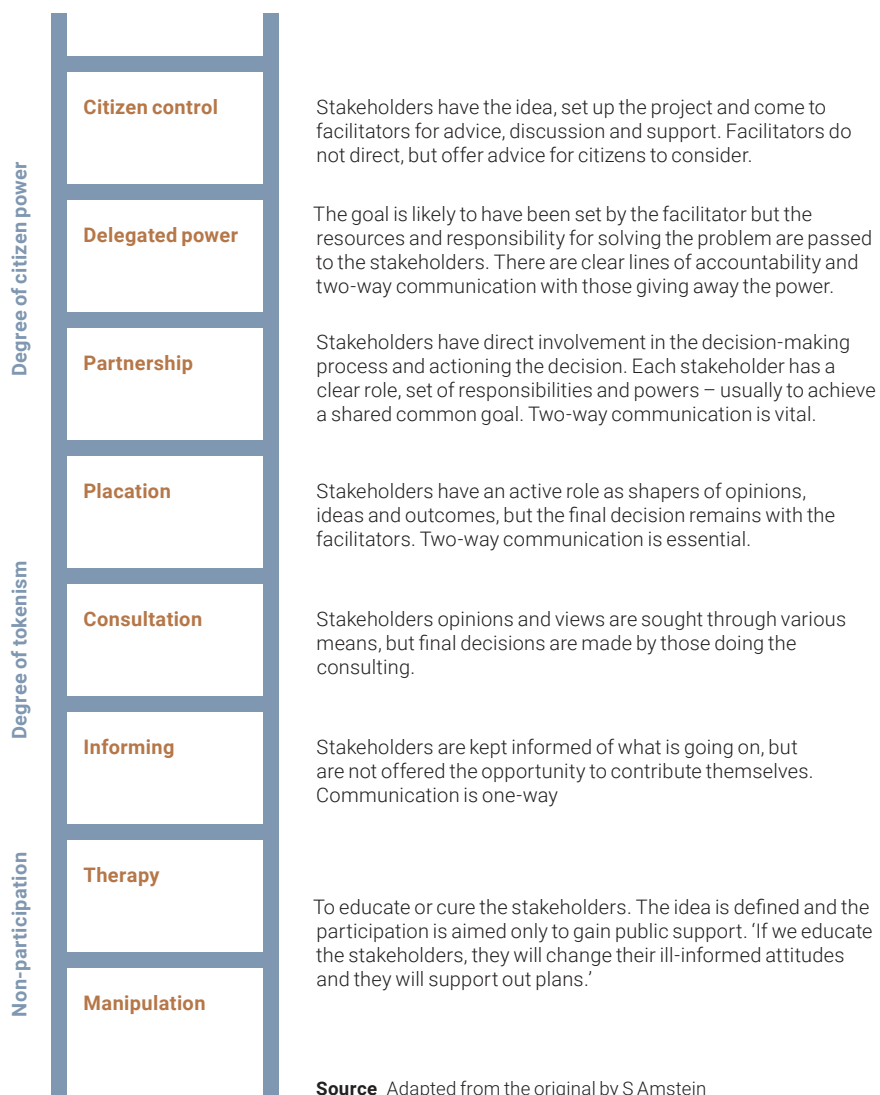 Degree of citizen power
Citizen control
Stakeholders have the idea, set up the project and come to
facilitators for advice, discussion and support. Facilitators do
not direct, but offer advice for citizens to consider.
Delegated power
The goal is likely to have been set by the facilitator but the
resources and responsibility for solving the problem are passed
to the stakeholders. There are clear lines of accountability and
two-way communication with those giving away the power.
Partnership
Stakeholders have direct involvement in the decision-making
process and actioning the decision. Each stakeholder has a
clear role, set of responsibilities and powers – usually to achieve
a shared common goal. Two-way communication is vital.
Degree of tokenism
Placation
Stakeholders have an active role as shapers of opinions,
ideas and outcomes, but the final decision remains with the
facilitators. Two-way communication is essential.
Consultation
Stakeholders opinions and views are sought through various
means, but final decisions are made by those doing the
consulting.
Informing
Stakeholders are kept informed of what is going on, but
are not offered the opportunity to contribute themselves.
Communication is one-way
Non-participation
Therapy
Manipulation
To educate or cure the stakeholders. The idea is defined and the
participation is aimed only to gain public support. ‘If we educate
the stakeholders, they will change their ill-informed attitudes
and they will support out plans.’
Source Adapted from the original by S Arnstein